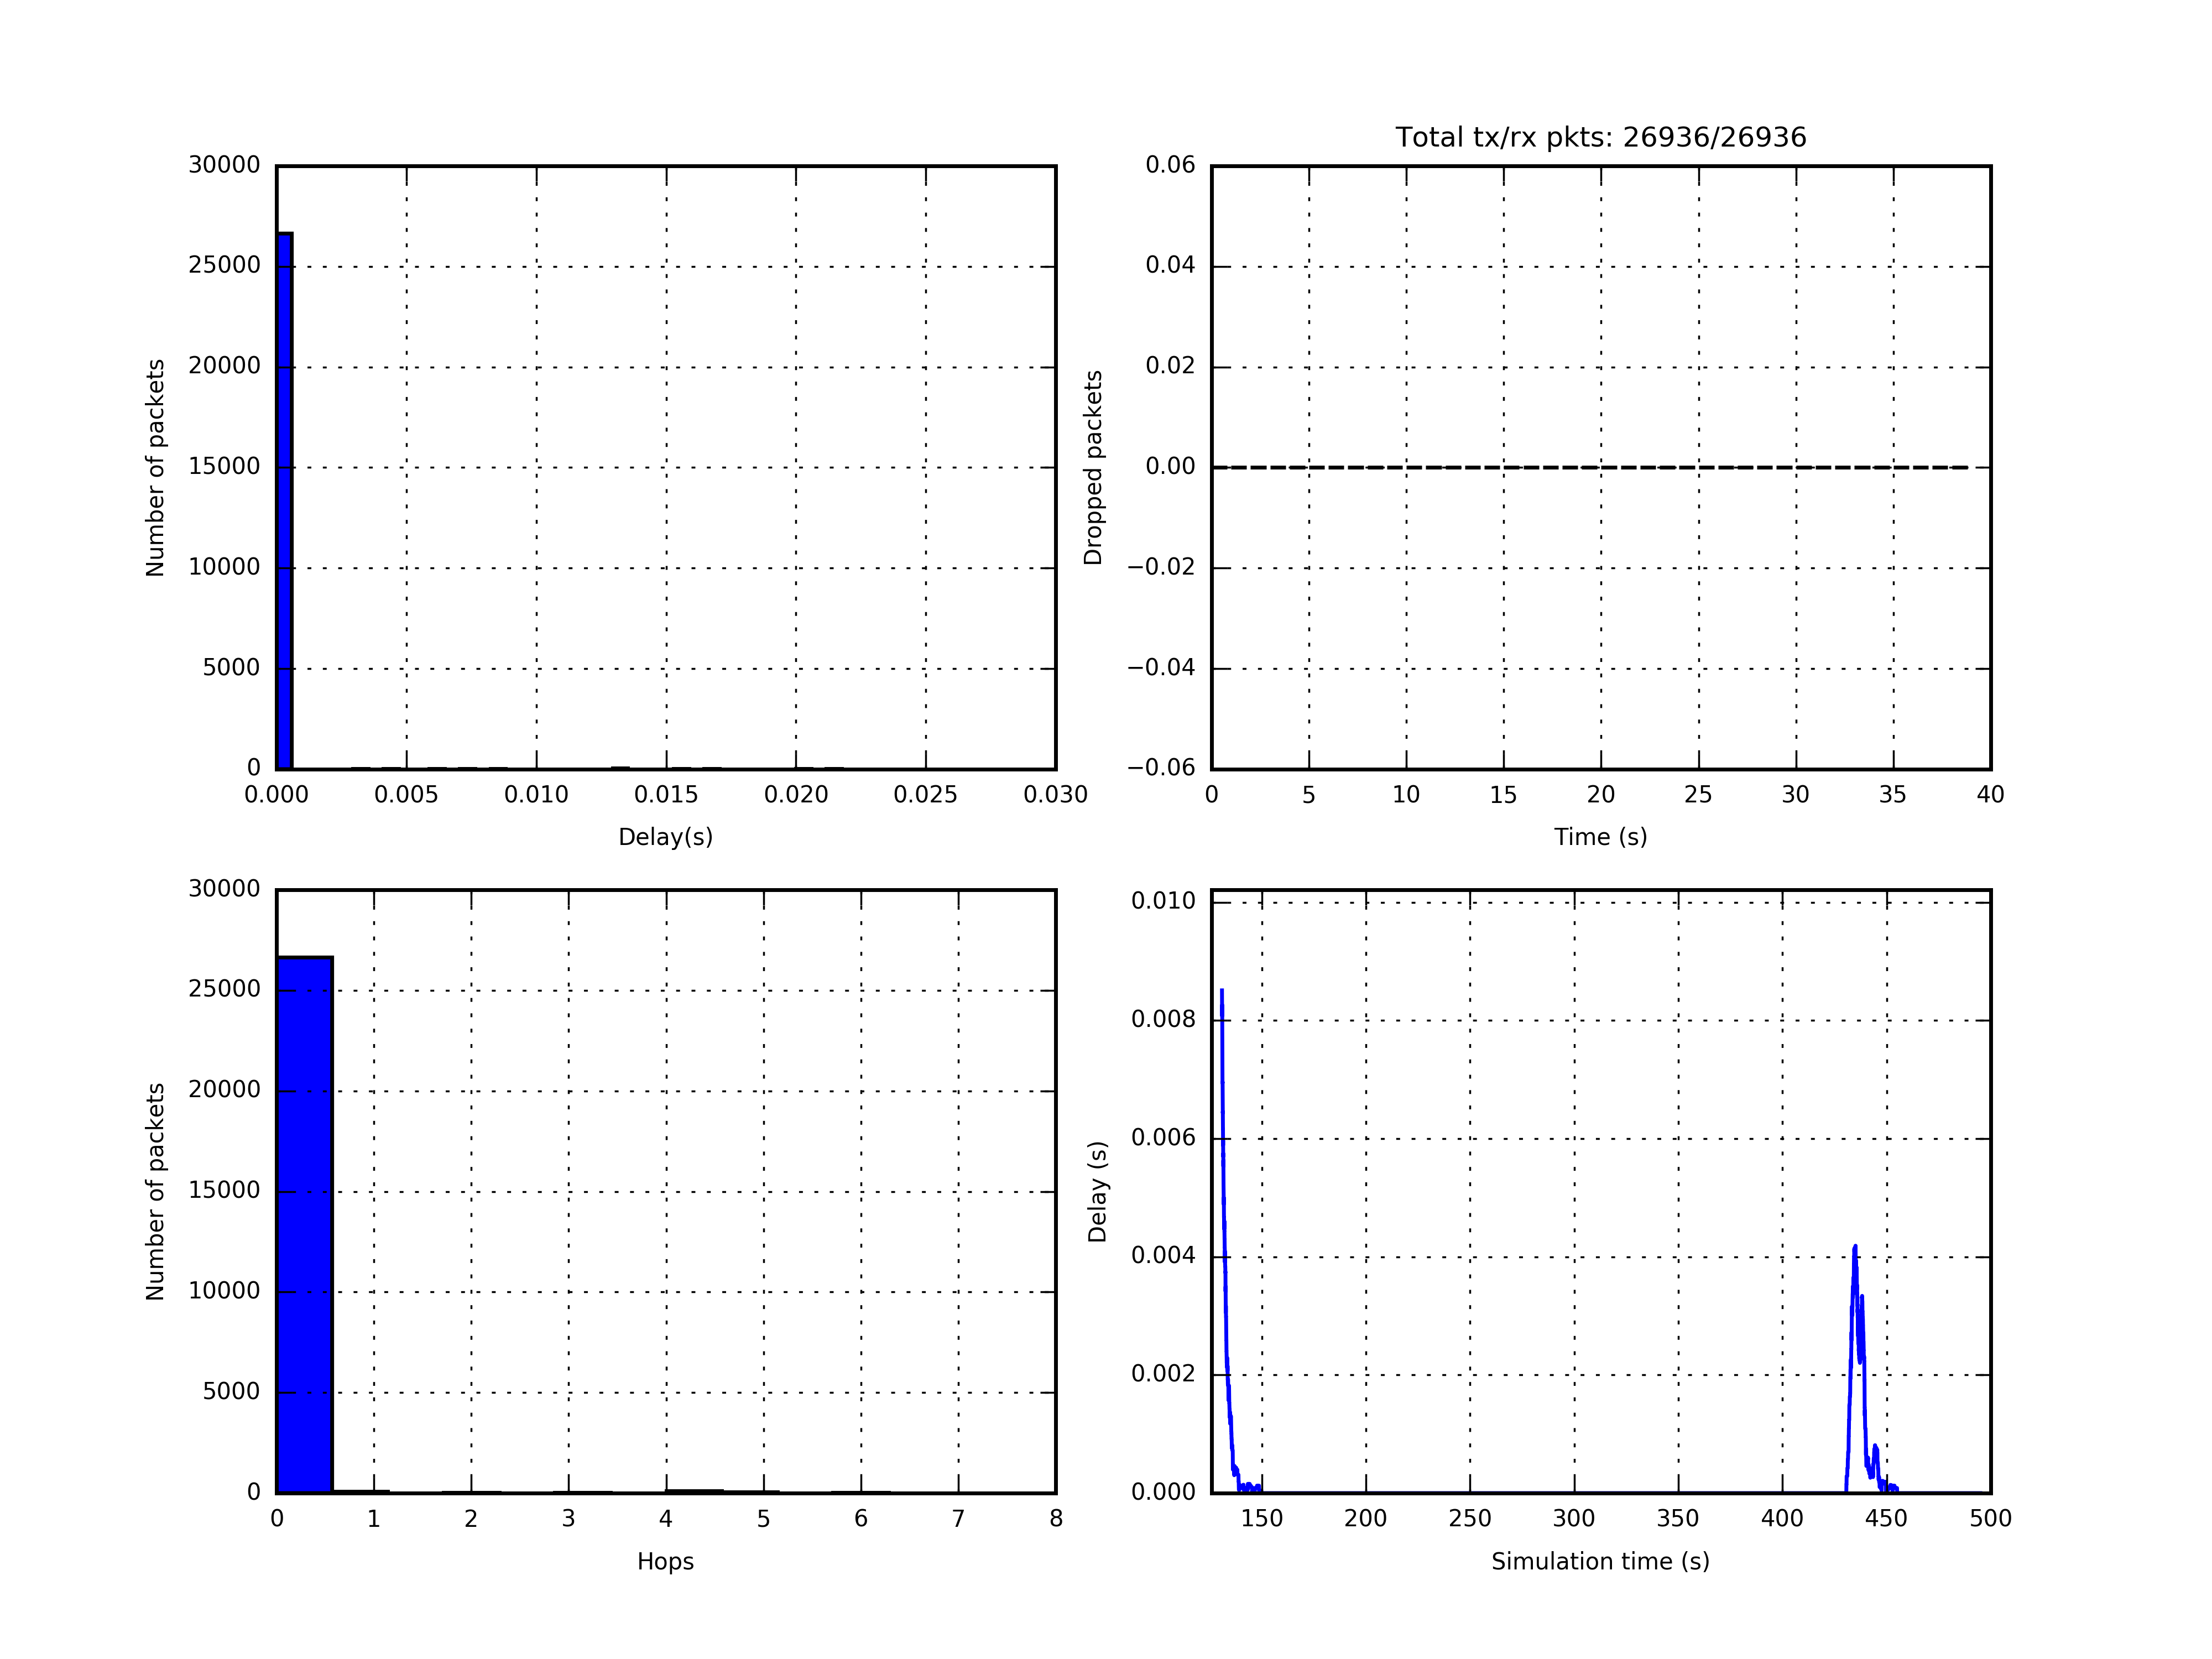 Total tx/rx pkts: 26936/26936
30000
25000
20000
15000
10000
5000
0
Number of packets
0.000 0.005 0.010 0.015 0.020 0.025 0.030
Delay(s)
0.06
0.04
0.02
0.00
−0.02
−0.04
−0.06
Dropped packets
0 5 10 15 20 25 30 35 40
Time (s)
30000
25000
20000
15000
10000
5000
0
Number of packets
0 1 2 3 4 5 6 7 8
Hops
0.010
0.008
0.006
0.004
0.002
0.000
Delay (s)
150 200 250 300 350 400 450 500
Simulation time (s)